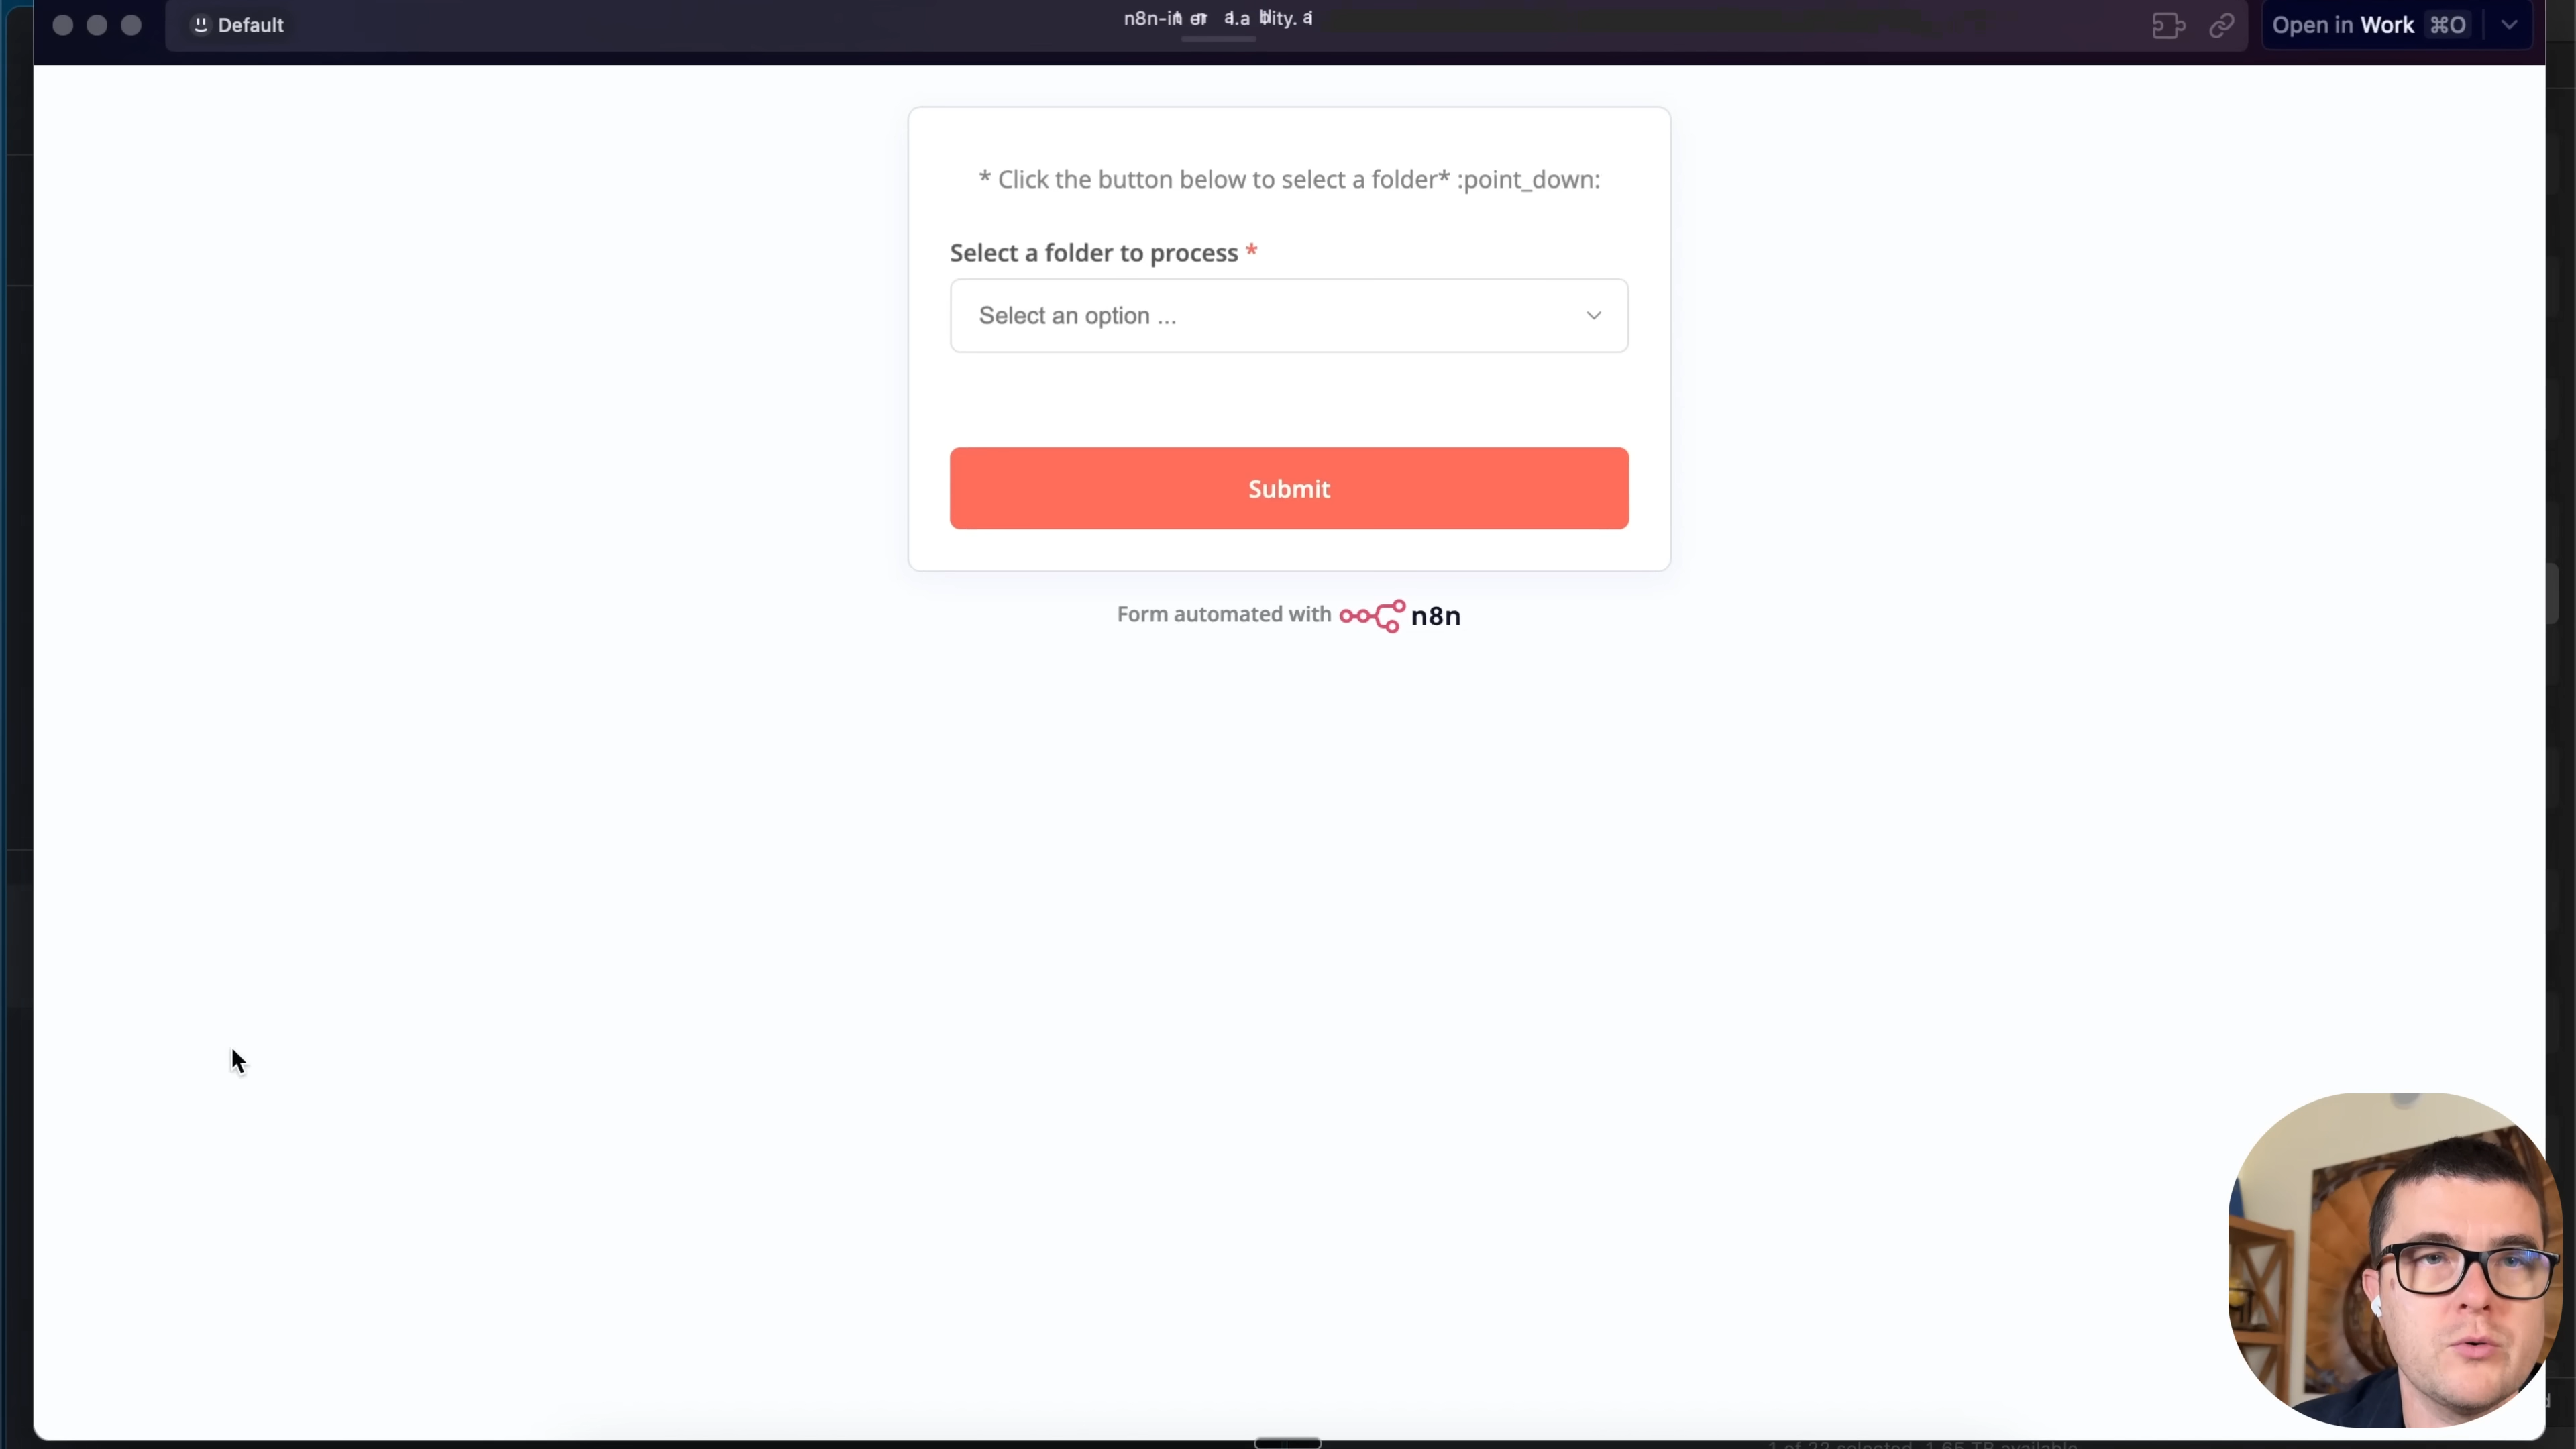 Default
Open in Work ⌘O
* Click the button below to select a folder* :point_down:
Select a folder to process *
Select an option ...
Submit
Form automated with n8n